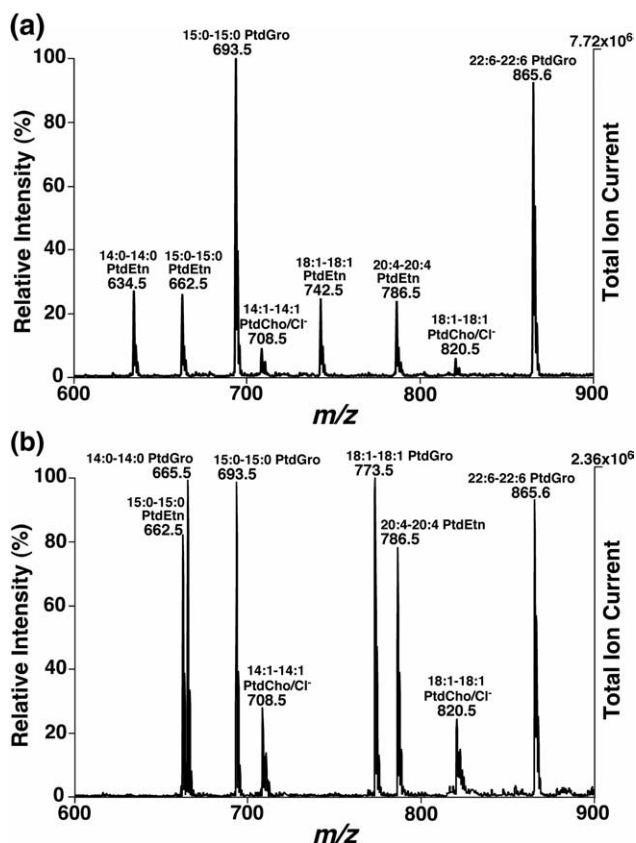 (a)
15:0-15:0 PtdGro
693.5
7.72x10⁶
22:6-22:6 PtdGro
865.6
14:0-14:0
PtdEtn
634.5
15:0-15:0
PtdEtn
662.5
14:1-14:1
PtdCho/Cl⁻
708.5
18:1-18:1
PtdEtn
742.5
20:4-20:4
PtdEtn
786.5
18:1-18:1
PtdCho/Cl⁻
820.5
Relative Intensity (%)
100
80
60
40
20
0
Total Ion Current
600
700
800
900
m/z
(b)
14:0-14:0 PtdGro
665.5
15:0-15:0 PtdGro
693.5
18:1-18:1 PtdGro
773.5
2.36x10⁶
22:6-22:6 PtdGro
865.6
15:0-15:0
PtdEtn
662.5
20:4-20:4 PtdEtn
786.5
14:1-14:1
PtdCho/Cl⁻
708.5
18:1-18:1
PtdCho/Cl⁻
820.5
Relative Intensity (%)
100
80
60
40
20
0
Total Ion Current
600
700
800
900
m/z